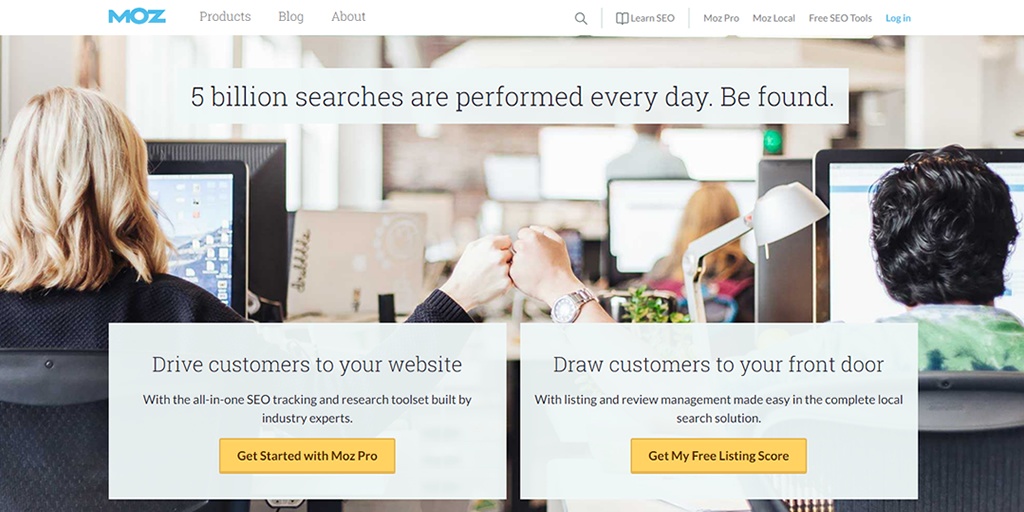 MOZ Products Blog About Learn SEO Moz Pro Moz Local Free SEO Tools Log in
5 billion searches are performed every day. Be found.
dribbble
Drive customers to your website
With the all-in-one SEO tracking and research toolset built by
industry experts.
Get Started with Moz Pro
Draw customers to your front door
With listing and review management made easy in the complete local
search solution.
Get My Free Listing Score